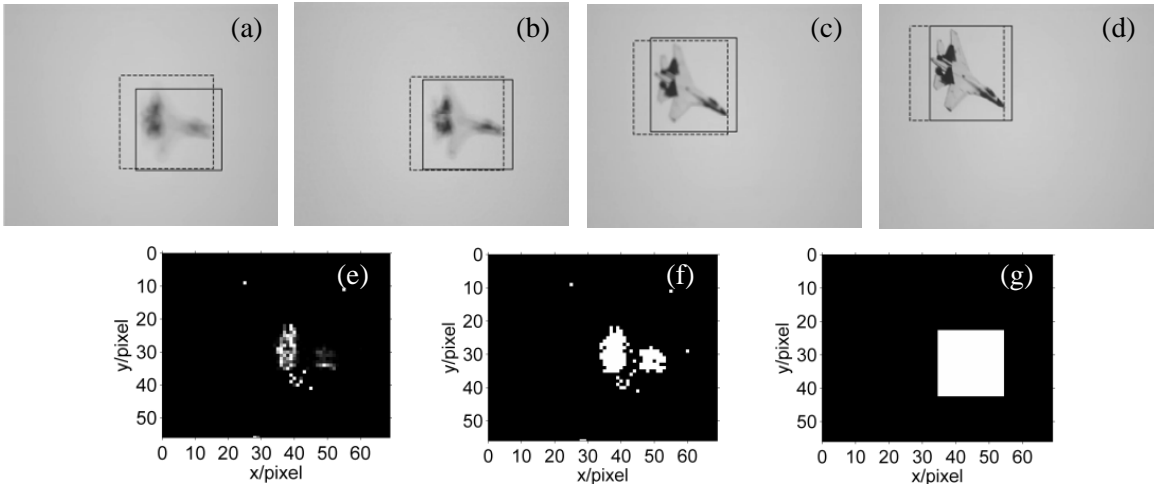 (a) (b) (c) (d)
(e) (f) (g)
0 0 0
10 10 10
20 20 20
30 30 30
40 40 40
50 50 50
y/pixel y/pixel y/pixel
0 10 20 30 40 50 60 0 10 20 30 40 50 60 0 10 20 30 40 50 60
x/pixel x/pixel x/pixel